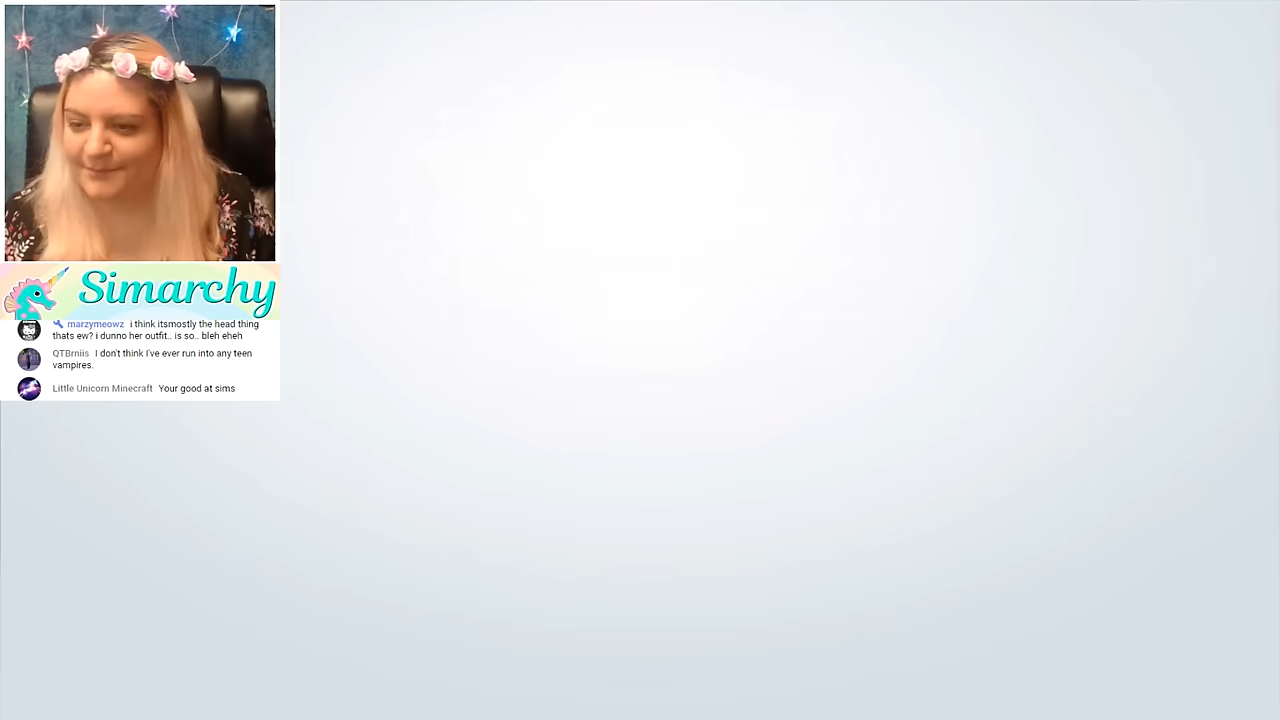 Simarchy
marzymeowz i think itsmostly the head thing
thats ew? i dunno her outfit.. is so.. bleh eheh
QTBrniis I don't think I've ever run into any teen
vampires.
Little Unicorn Minecraft Your good at sims